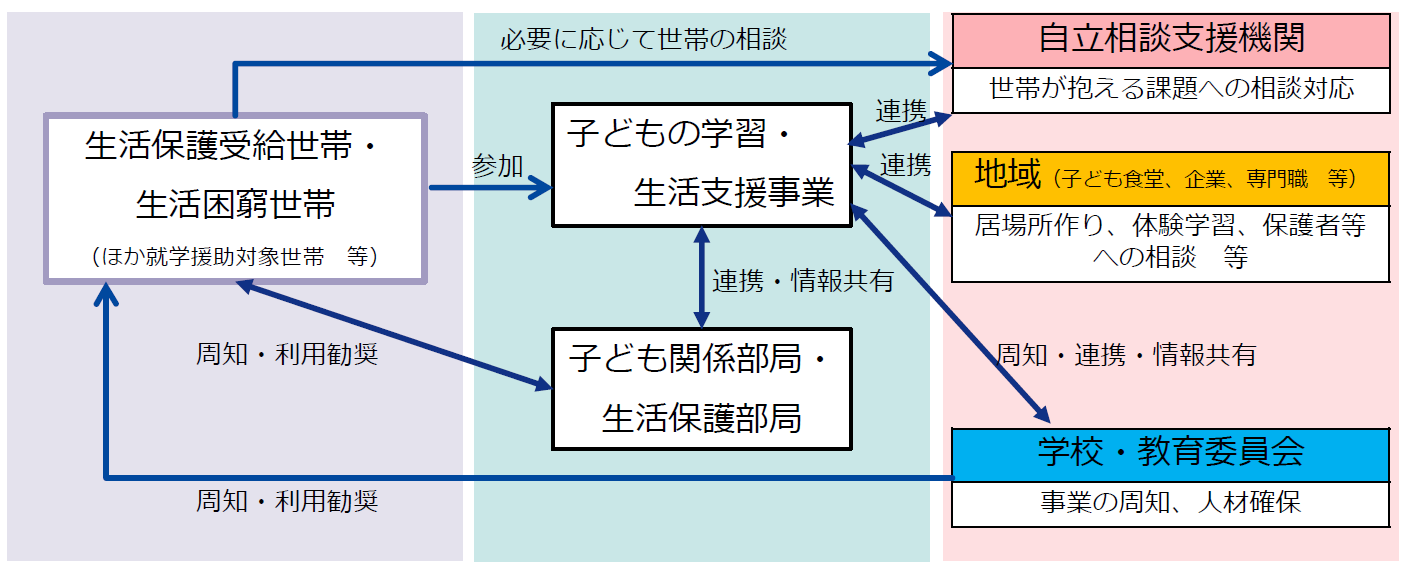 必要に応じて世帯の相談
生活保護受給世帯・
生活困窮世帯
（ほか就学援助対象世帯　等）
参加
子どもの学習・
生活支援事業
連携・情報共有
子ども関係部局・
生活保護部局
周知・利用勧奨
周知・利用勧奨
連携
連携
周知・連携・情報共有
自立相談支援機関
世帯が抱える課題への相談対応
地域（子ども食堂、企業、専門職　等）
居場所作り、体験学習、保護者等
への相談　等
学校・教育委員会
事業の周知、人材確保